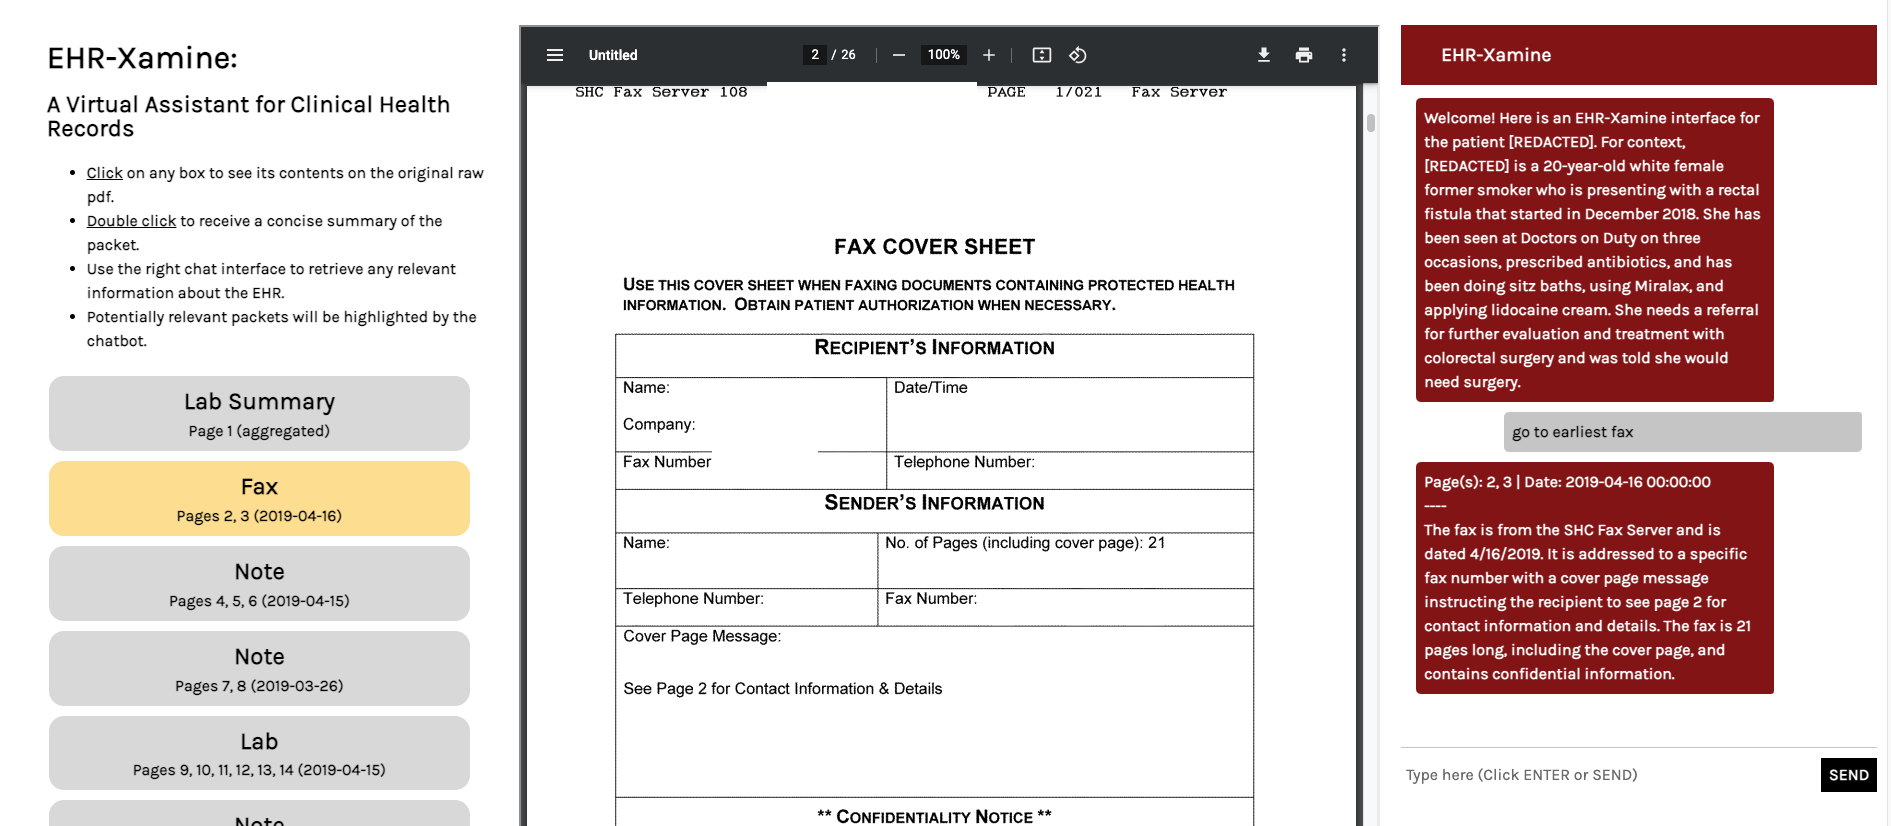 EHR-Xamine:
A Virtual Assistant for Clinical Health
Records
Click on any box to see its contents on the original raw
pdf.
Double click to receive a concise summary of the
packet.
Use the right chat interface to retrieve any relevant
information about the EHR.
Potentially relevant packets will be highlighted by the
chatbot.
Lab Summary
Page 1 (aggregated)
Fax
Pages 2, 3 (2019-04-16)
Note
Pages 4, 5, 6 (2019-04-15)
Note
Pages 7, 8 (2019-03-26)
Lab
Pages 9, 10, 11, 12, 13, 14 (2019-04-15)
Note
Untitled
2 / 26
100%
SHC Fax Server 108 PAGE 1/021 Fax Server
FAX COVER SHEET
USE THIS COVER SHEET WHEN FAXING DOCUMENTS CONTAINING PROTECTED HEALTH
INFORMATION. OBTAIN PATIENT AUTHORIZATION WHEN NECESSARY.
RECIPIENT'S INFORMATION
Name:
Date/Time
Company:
Fax Number
Telephone Number:
SENDER'S INFORMATION
Name:
No. of Pages (including cover page): 21
Telephone Number:
Fax Number:
Cover Page Message:
See Page 2 for Contact Information & Details
** CONFIDENTIALITY NOTICE **
EHR-Xamine
Welcome! Here is an EHR-Xamine interface for
the patient [REDACTED]. For context,
[REDACTED] is a 20-year-old white female
former smoker who is presenting with a rectal
fistula that started in December 2018. She has
been seen at Doctors on Duty on three
occasions, prescribed antibiotics, and has
been doing sitz baths, using Miralax, and
applying lidocaine cream. She needs a referral
for further evaluation and treatment with
colorectal surgery and was told she would
need surgery.
go to earliest fax
Page(s): 2, 3 | Date: 2019-04-16 00:00:00
----
The fax is from the SHC Fax Server and is
dated 4/16/2019. It is addressed to a specific
fax number with a cover page message
instructing the recipient to see page 2 for
contact information and details. The fax is 21
pages long, including the cover page, and
contains confidential information.
Type here (Click ENTER or SEND)
SEND